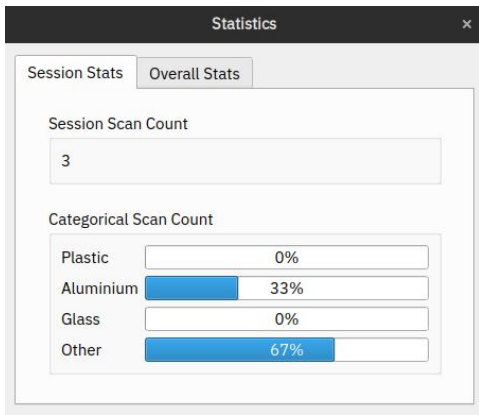 Statistics ×
Session Stats Overall Stats
Session Scan Count
3
Categorical Scan Count
Plastic 0%
Aluminium 33%
Glass 0%
Other 67%